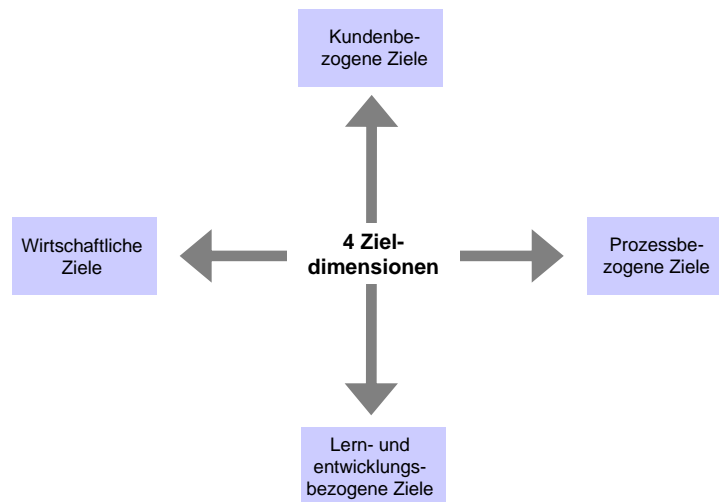 Kundenbe-
zogene Ziele
Wirtschaftliche
Ziele
4 Ziel-
dimensionen
Prozessbe-
zogene Ziele
Lern- und
entwicklungs-
bezogene Ziele